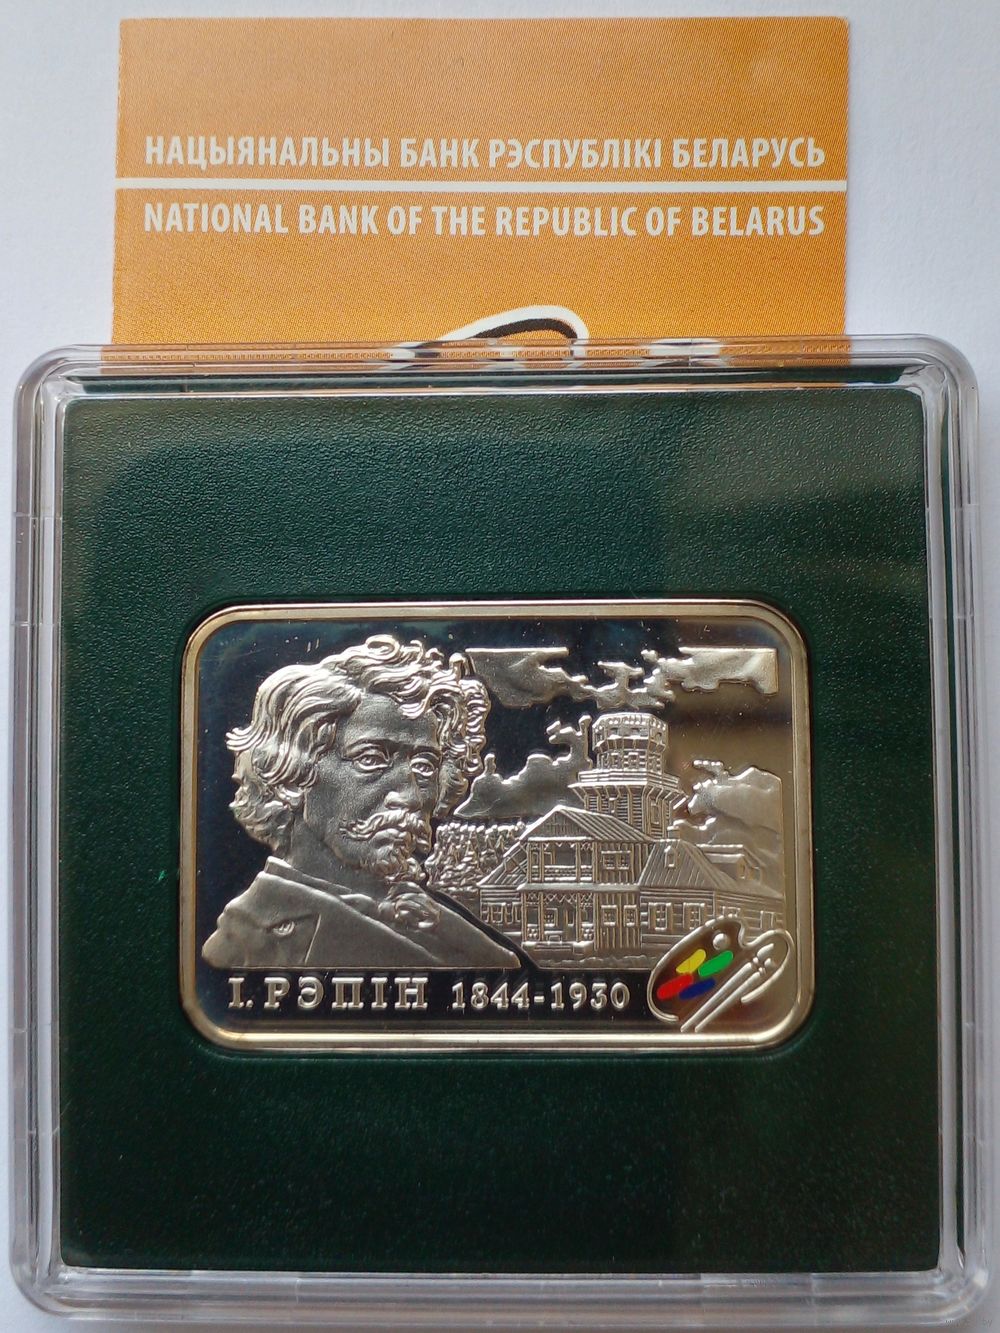 НАЦЫЯНАЛЬНЫ БАНК РЭСПУБЛІКІ БЕЛАРУСЬ
NATIONAL BANK OF THE REPUBLIC OF BELARUS
І. РЭПІН 1844-1930